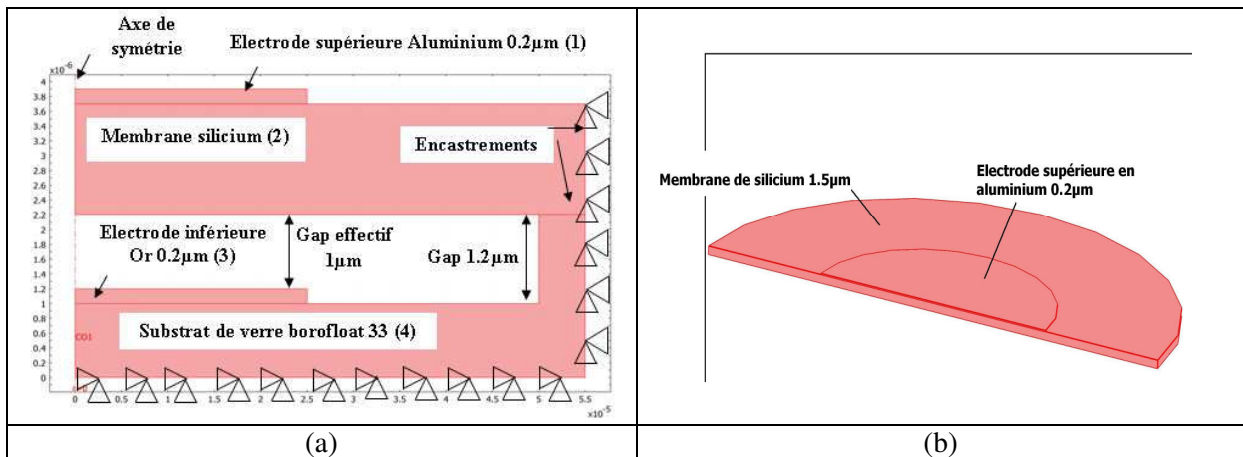 Axe de
symétrie
Electrode supérieure Aluminium 0.2µm (1)
x10⁻⁶
4
3.8
3.6
3.4
3.2
3
2.8
2.6
2.4
2.2
2
1.8
1.6
1.4
1.2
1
0.8
0.6
0.4
0.2
0
Membrane silicium (2)
Encastrements
Electrode inférieure
Or 0.2µm (3)
Gap effectif
1µm
Gap 1.2µm
Substrat de verre borofloat 33 (4)
CO1
0 0.5 1 1.5 2 2.5 3 3.5 4 4.5 5 5.5
x10⁻⁵
(a)
Membrane de silicium 1.5µm
Electrode supérieure en
aluminium 0.2µm
(b)